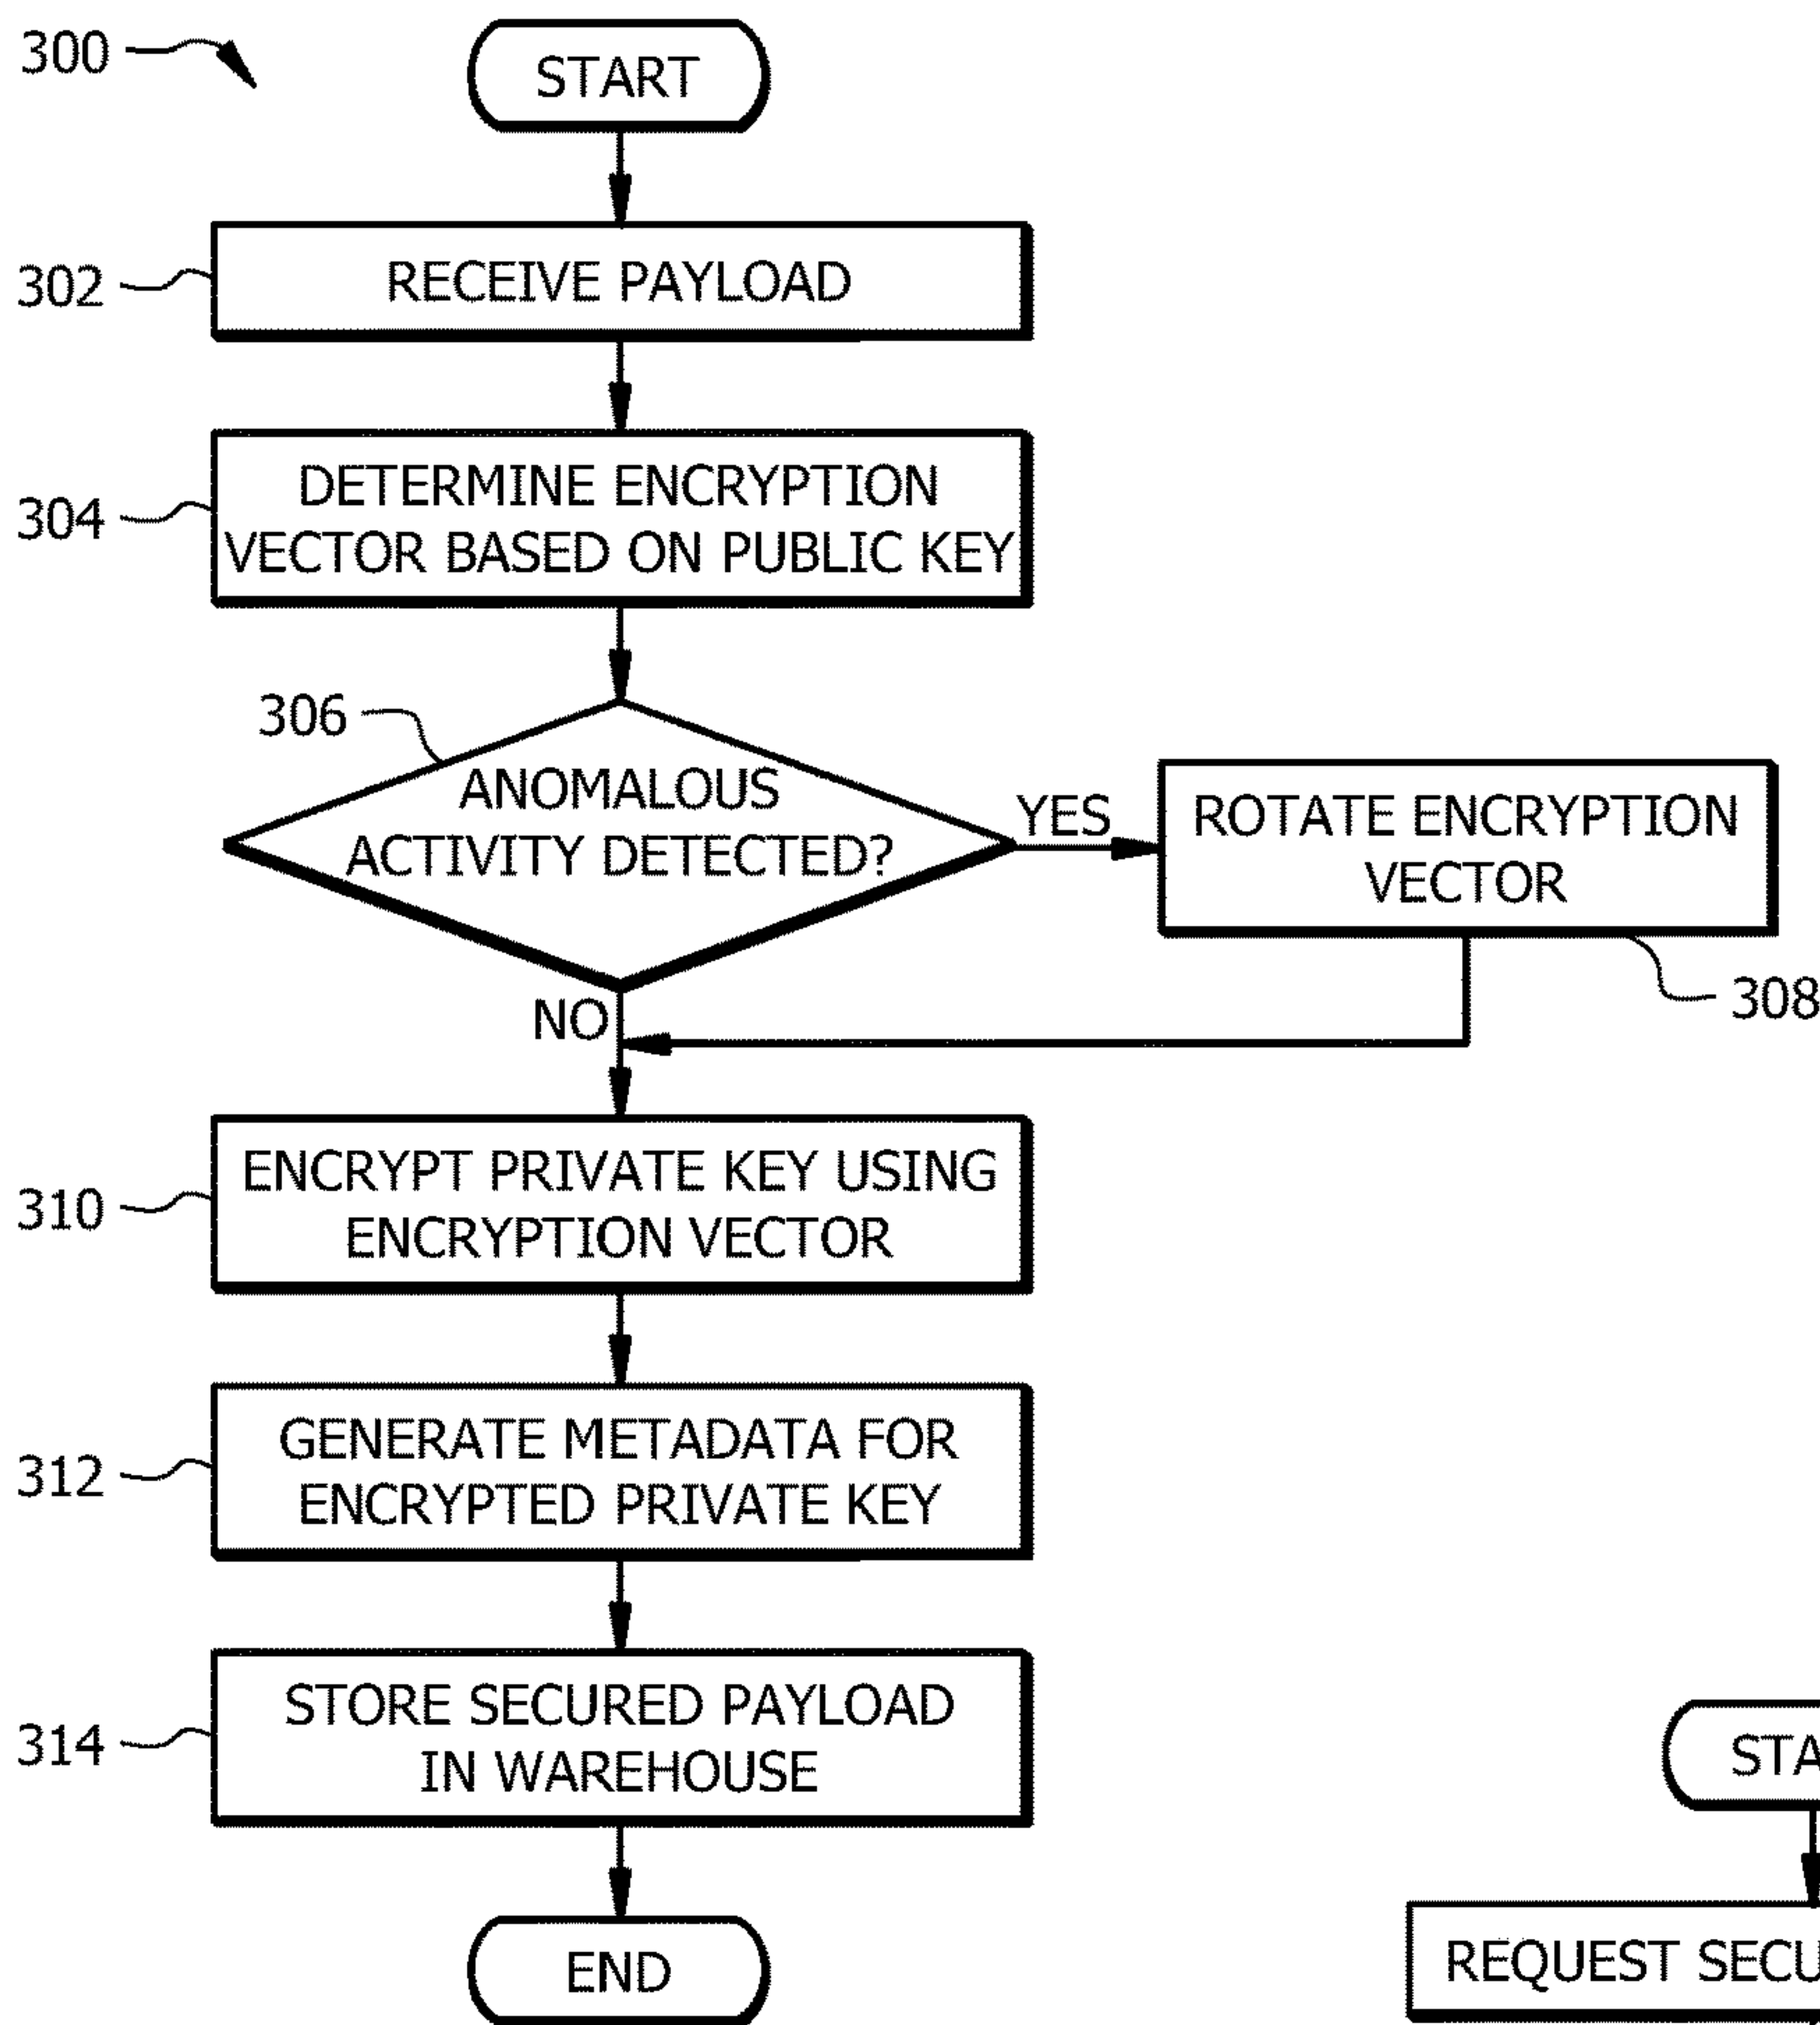 300
START
302
RECEIVE PAYLOAD
304
DETERMINE ENCRYPTION
VECTOR BASED ON PUBLIC KEY
306
ANOMALOUS
ACTIVITY DETECTED?
YES
ROTATE ENCRYPTION
VECTOR
308
NO
310
ENCRYPT PRIVATE KEY USING
ENCRYPTION VECTOR
312
GENERATE METADATA FOR
ENCRYPTED PRIVATE KEY
314
STORE SECURED PAYLOAD
IN WAREHOUSE
END
REQUEST